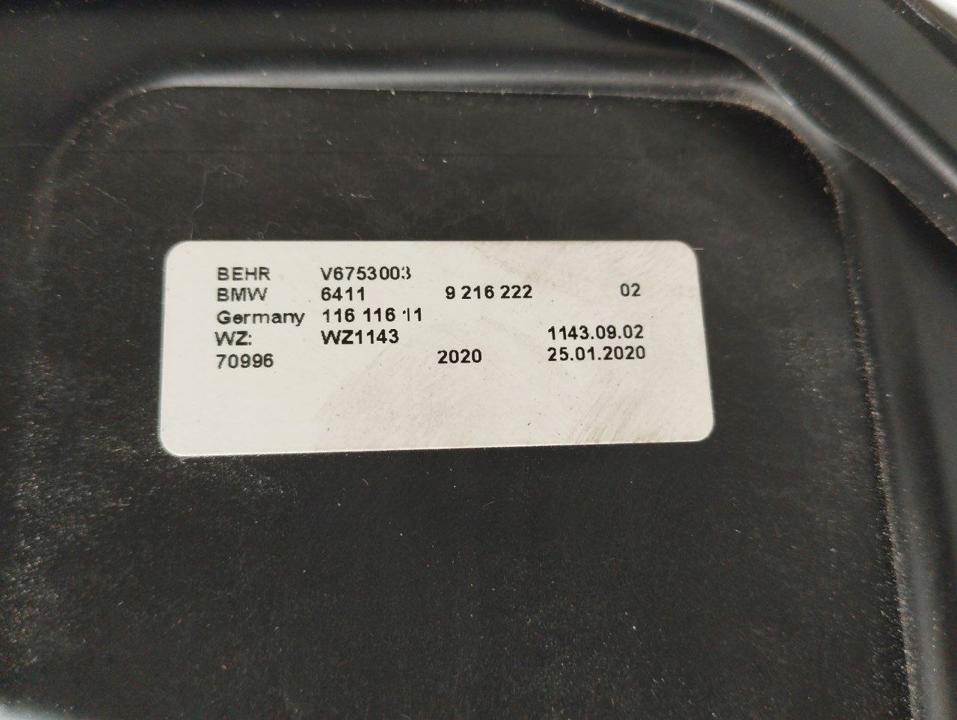 BEHR V6753003
BMW 6411 9 216 222 02
Germany 116 116 11
WZ: WZ1143 1143.09.02
70996 2020 25.01.2020